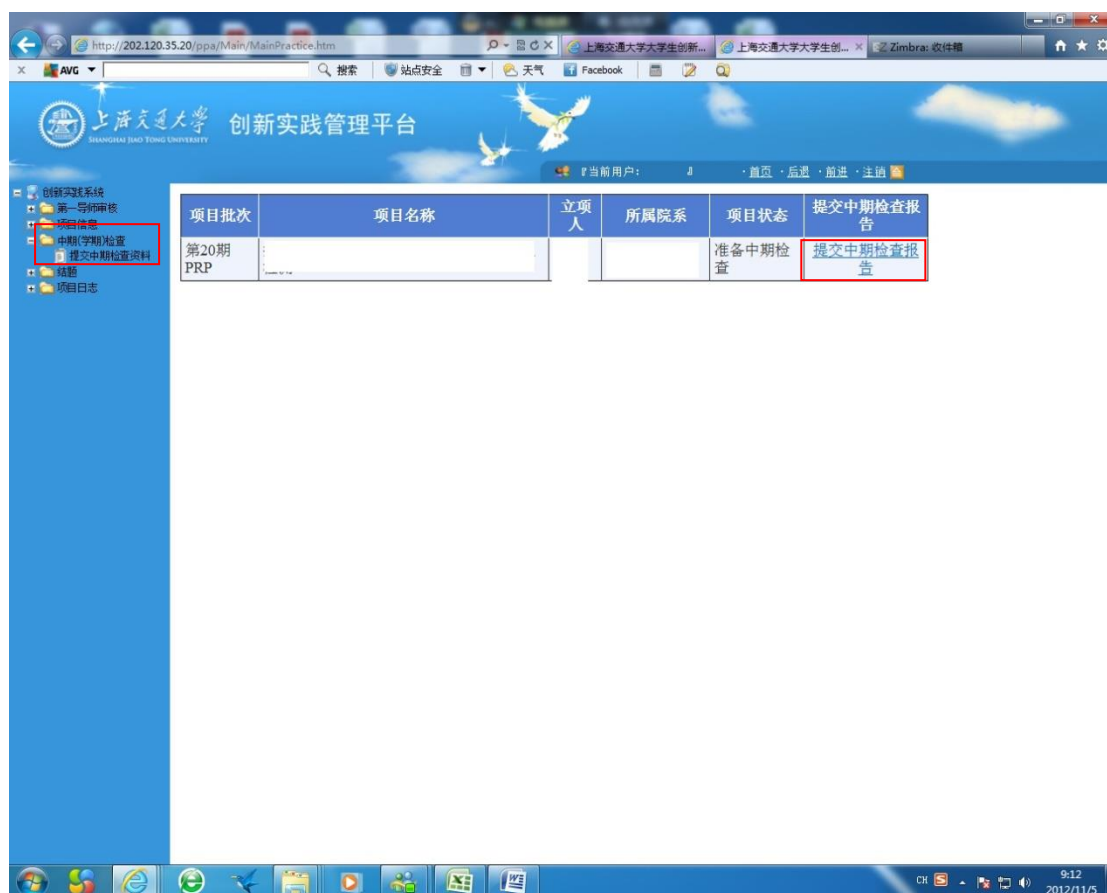 http://202.120.35.20/ppa/Main/MainPractice.htm
上海交通大学大学生创新...
上海交通大学大学生创...
Zimbra: 收件箱
AVG
搜索
站点安全
天气
Facebook
上海交通大学
SHANGHAI JIAO TONG UNIVERSITY
创新实践管理平台
『当前用户: 』
·首页 ·后退 ·前进 ·注销
创新实践系统
第一导师审核
项目信息
中期(学期)检查
提交中期检查资料
结题
项目日志
项目批次 项目名称 立项人 所属院系 项目状态 提交中期检查报告
第20期
PRP
准备中期检
查
提交中期检查报
告
CH
9:12
2012/11/5